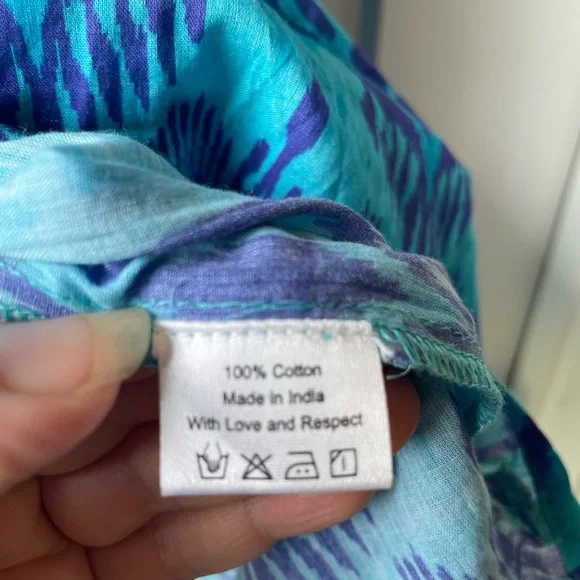 100% Cotton
Made in India
With Love and Respect